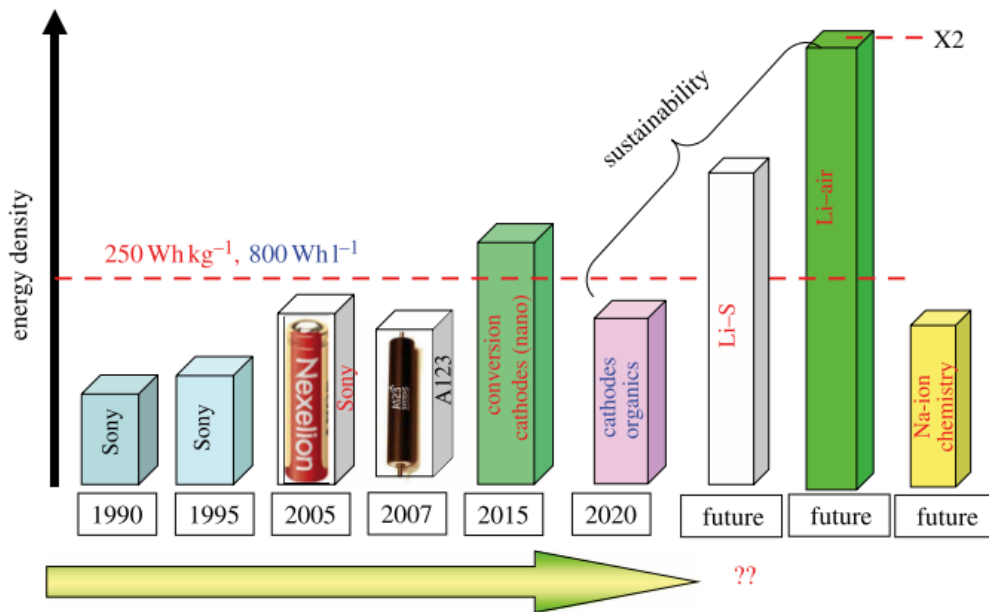 X2
sustainability
energy density
250 Wh kg⁻¹, 800 Wh l⁻¹
Sony
Sony
Nexelion
Sony
A123
A123
conversion
cathodes (nano)
cathodes
organics
Li–S
Li–air
Na-ion
chemistry
1990
1995
2005
2007
2015
2020
future
future
future
??